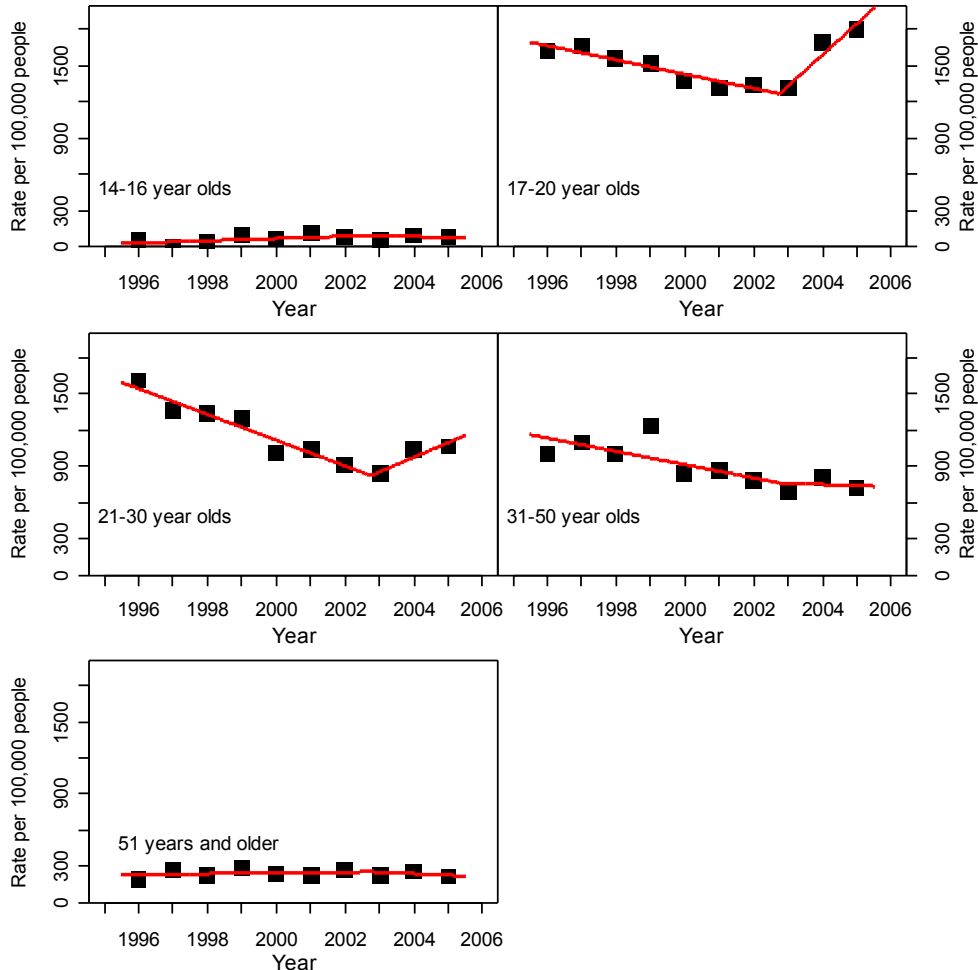 Rate per 100,000 people
1500
900
300
0
14-16 year olds
1996 1998 2000 2002 2004 2006
Year
17-20 year olds
1996 1998 2000 2002 2004 2006
Year
1500
900
300
0
Rate per 100,000 people
Rate per 100,000 people
1500
900
300
0
21-30 year olds
1996 1998 2000 2002 2004 2006
Year
31-50 year olds
1996 1998 2000 2002 2004 2006
Year
1500
900
300
0
Rate per 100,000 people
Rate per 100,000 people
1500
900
300
0
51 years and older
1996 1998 2000 2002 2004 2006
Year